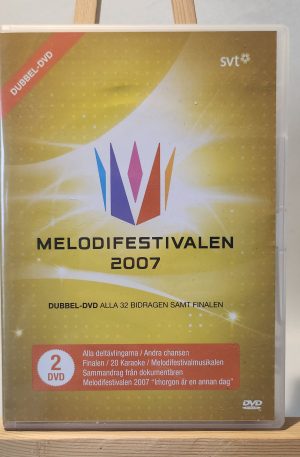 DUBBEL-DVD
svt
MELODIFESTIVALEN
2007
DUBBEL-DVD ALLA 32 BIDRAGEN SAMT FINALEN
2
DVD
Alla deltävlingarna / Andra chansen
Finalen / 20 Karaoke / Melodifestivalmusikalen
Sammandrag från dokumentären
Melodifestivalen 2007 "Imorgon är en annan dag"
DVD